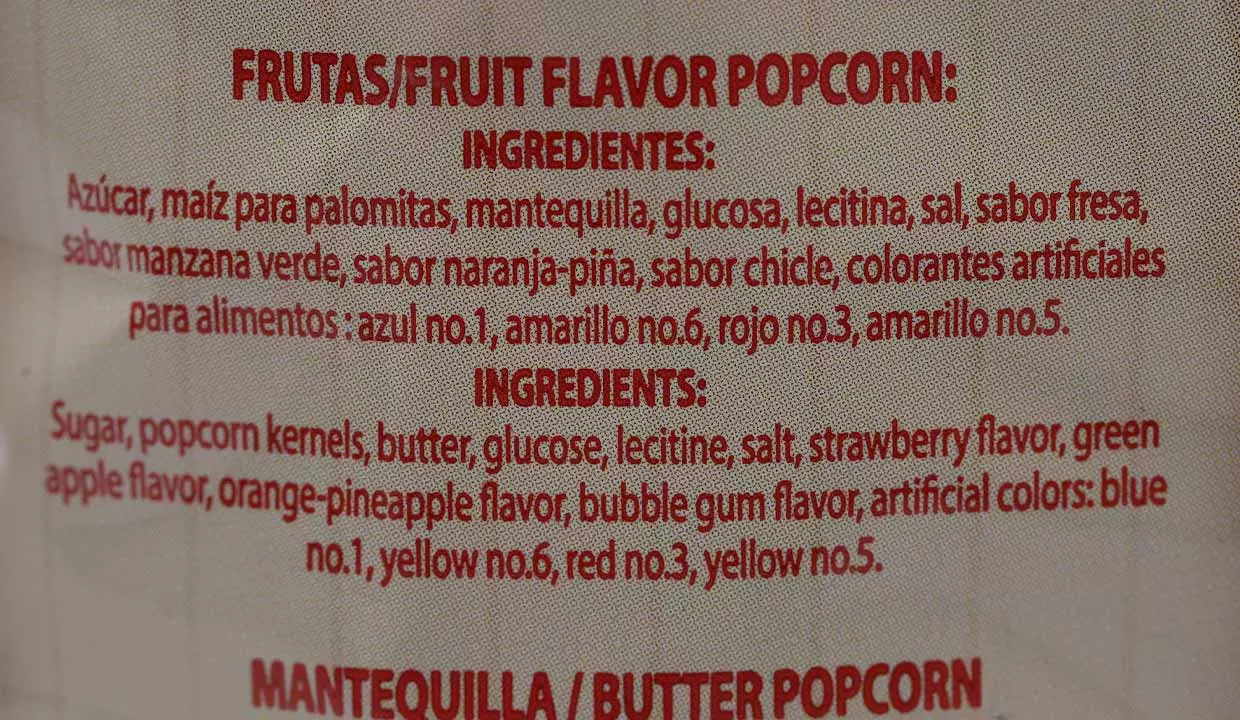 FRUTAS/FRUIT FLAVOR POPCORN:
INGREDIENTES:
Azúcar, maíz para palomitas, mantequilla, glucosa, lecitina, sal, sabor fresa,
sabor manzana verde, sabor naranja-piña, sabor chicle, colorantes artificiales
para alimentos : azul no.1, amarillo no.6, rojo no.3, amarillo no.5.
INGREDIENTS:
Sugar, popcorn kernels, butter, glucose, lecitine, salt, strawberry flavor, green
apple flavor, orange-pineapple flavor, bubble gum flavor, artificial colors: blue
no.1, yellow no.6, red no.3, yellow no.5.
MANTEQUILLA / BUTTER POPCORN